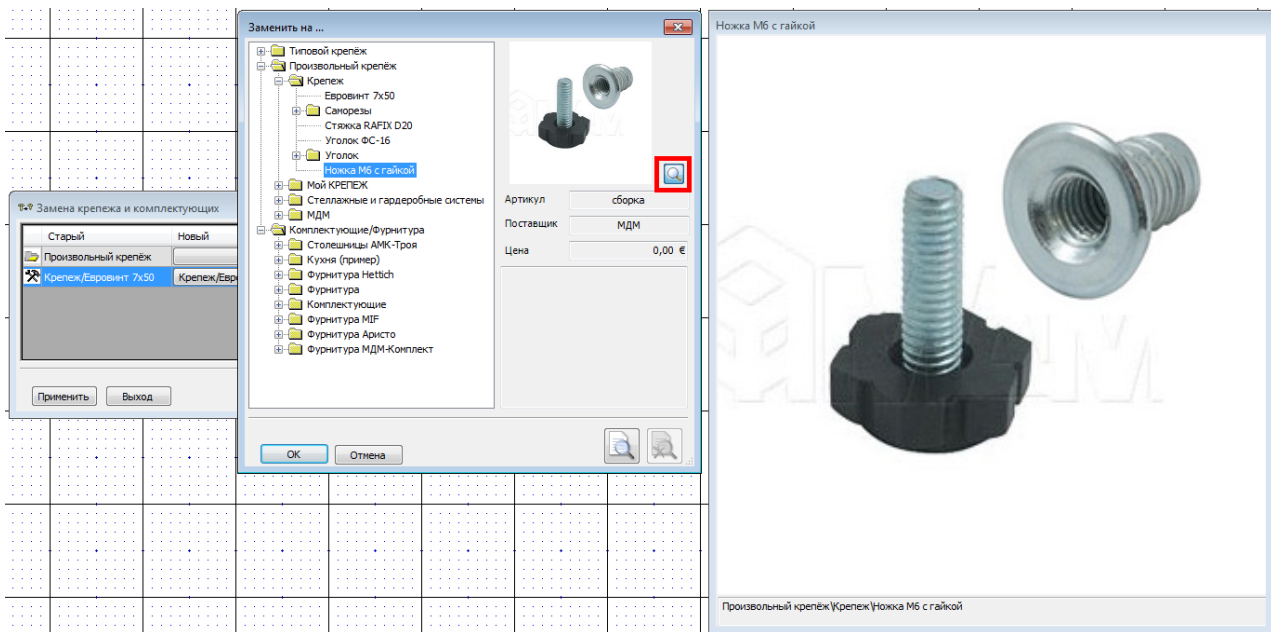 Замена крепежа и комплектующих
Старый Новый
Произвольный крепёж
Крепеж/Евровинт 7x50 Крепеж/Евро
Применить Выход
Заменить на ...
Типовой крепёж
Произвольный крепёж
Крепеж
Евровинт 7x50
Саморезы
Стяжка RAFIX D20
Уголок ФС-16
Уголок
Ножка М6 с гайкой
Мой КРЕПЕЖ
Стеллажные и гардеробные системы
МДМ
Комплектующие/Фурнитура
Столешницы АМК-Троя
Кухня (пример)
Фурнитура Hettich
Фурнитура
Комплектующие
Фурнитура MIF
Фурнитура Аристо
Фурнитура МДМ-Комплект
Артикул сборка
Поставщик МДМ
Цена 0,00 €
OK Отмена
Ножка М6 с гайкой
МДМ
Произвольный крепёж\Крепеж\Ножка М6 с гайкой